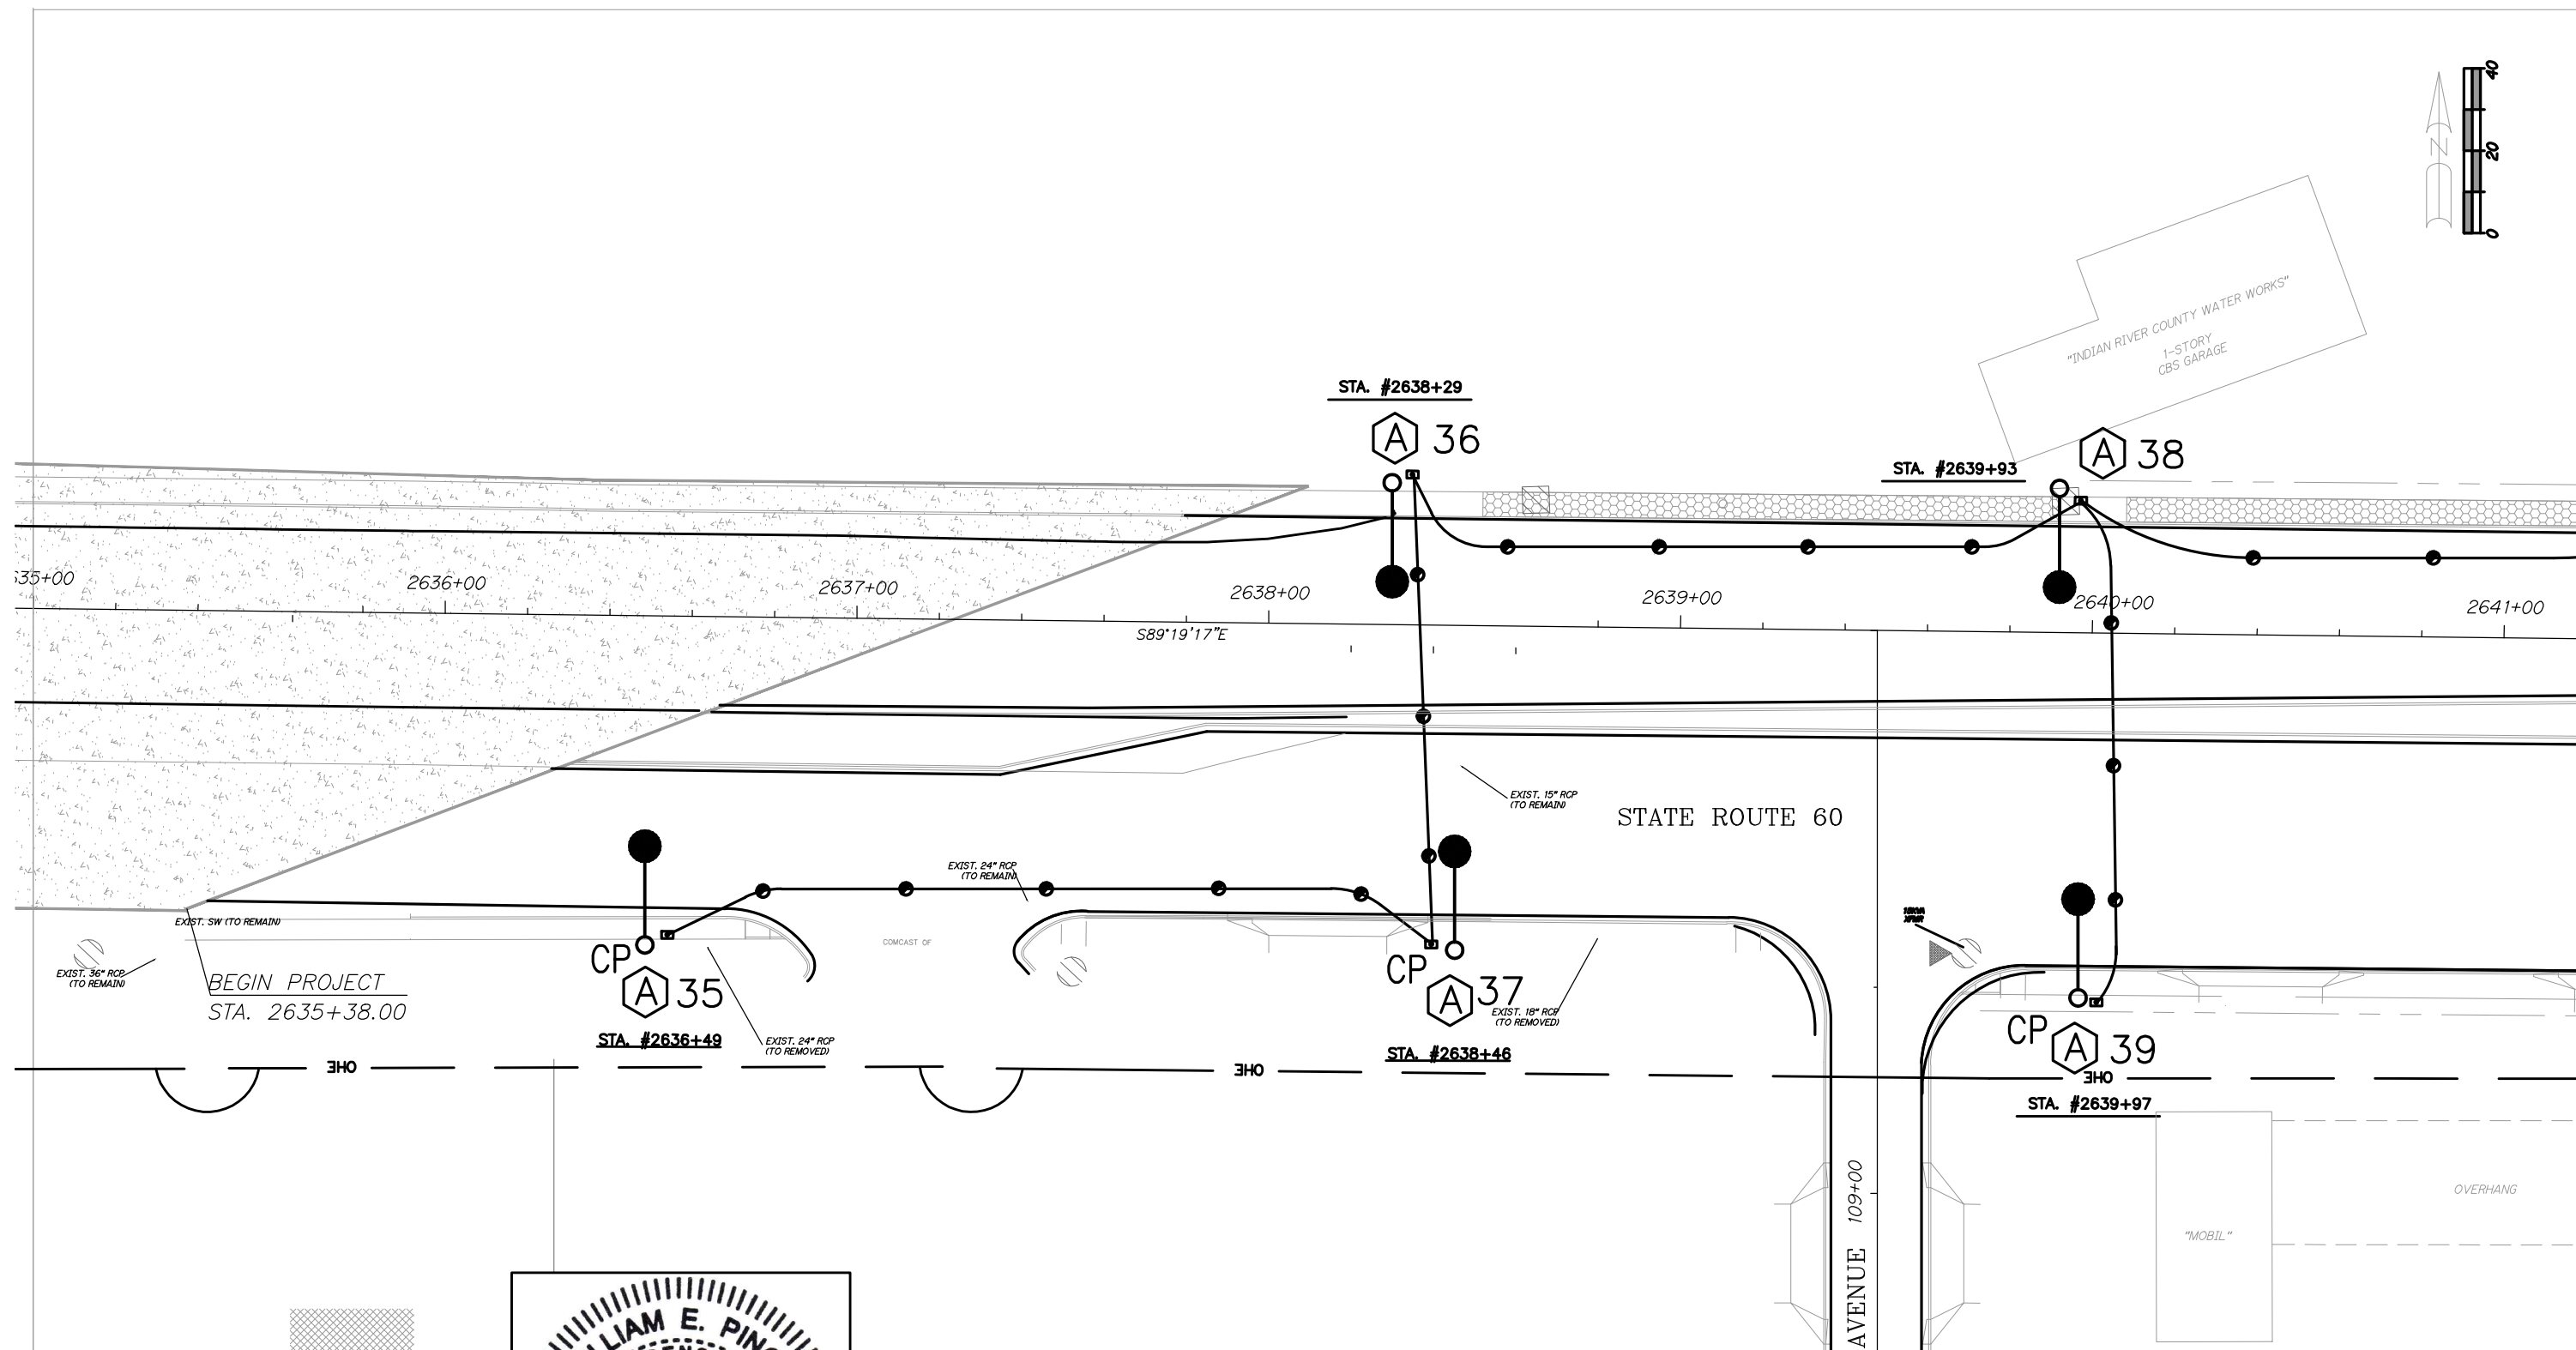 40
20
0
N
"INDIAN RIVER COUNTY WATER WORKS"
1-STORY
CBS GARAGE
STA. #2638+29
A 36
STA. #2639+93
A 38
35+00
2636+00
2637+00
2638+00
2639+00
2640+00
2641+00
S89°19'17"E
EXIST. 15" RCP
(TO REMAIN)
STATE ROUTE 60
EXIST. 24" RCP
(TO REMAIN)
EXIST. SW (TO REMAIN)
COMCAST OF
EXIST. 36" RCP
(TO REMAIN)
BEGIN PROJECT
STA. 2635+38.00
CP
A 35
STA. #2636+49
EXIST. 24" RCP
(TO REMOVED)
CP
A 37
EXIST. 18" RCP
(TO REMOVED)
STA. #2638+46
CP
A 39
STA. #2639+97
OHE
OHE
OHE
109+00
AVENUE
OVERHANG
"MOBIL"
LIAM E. PIN